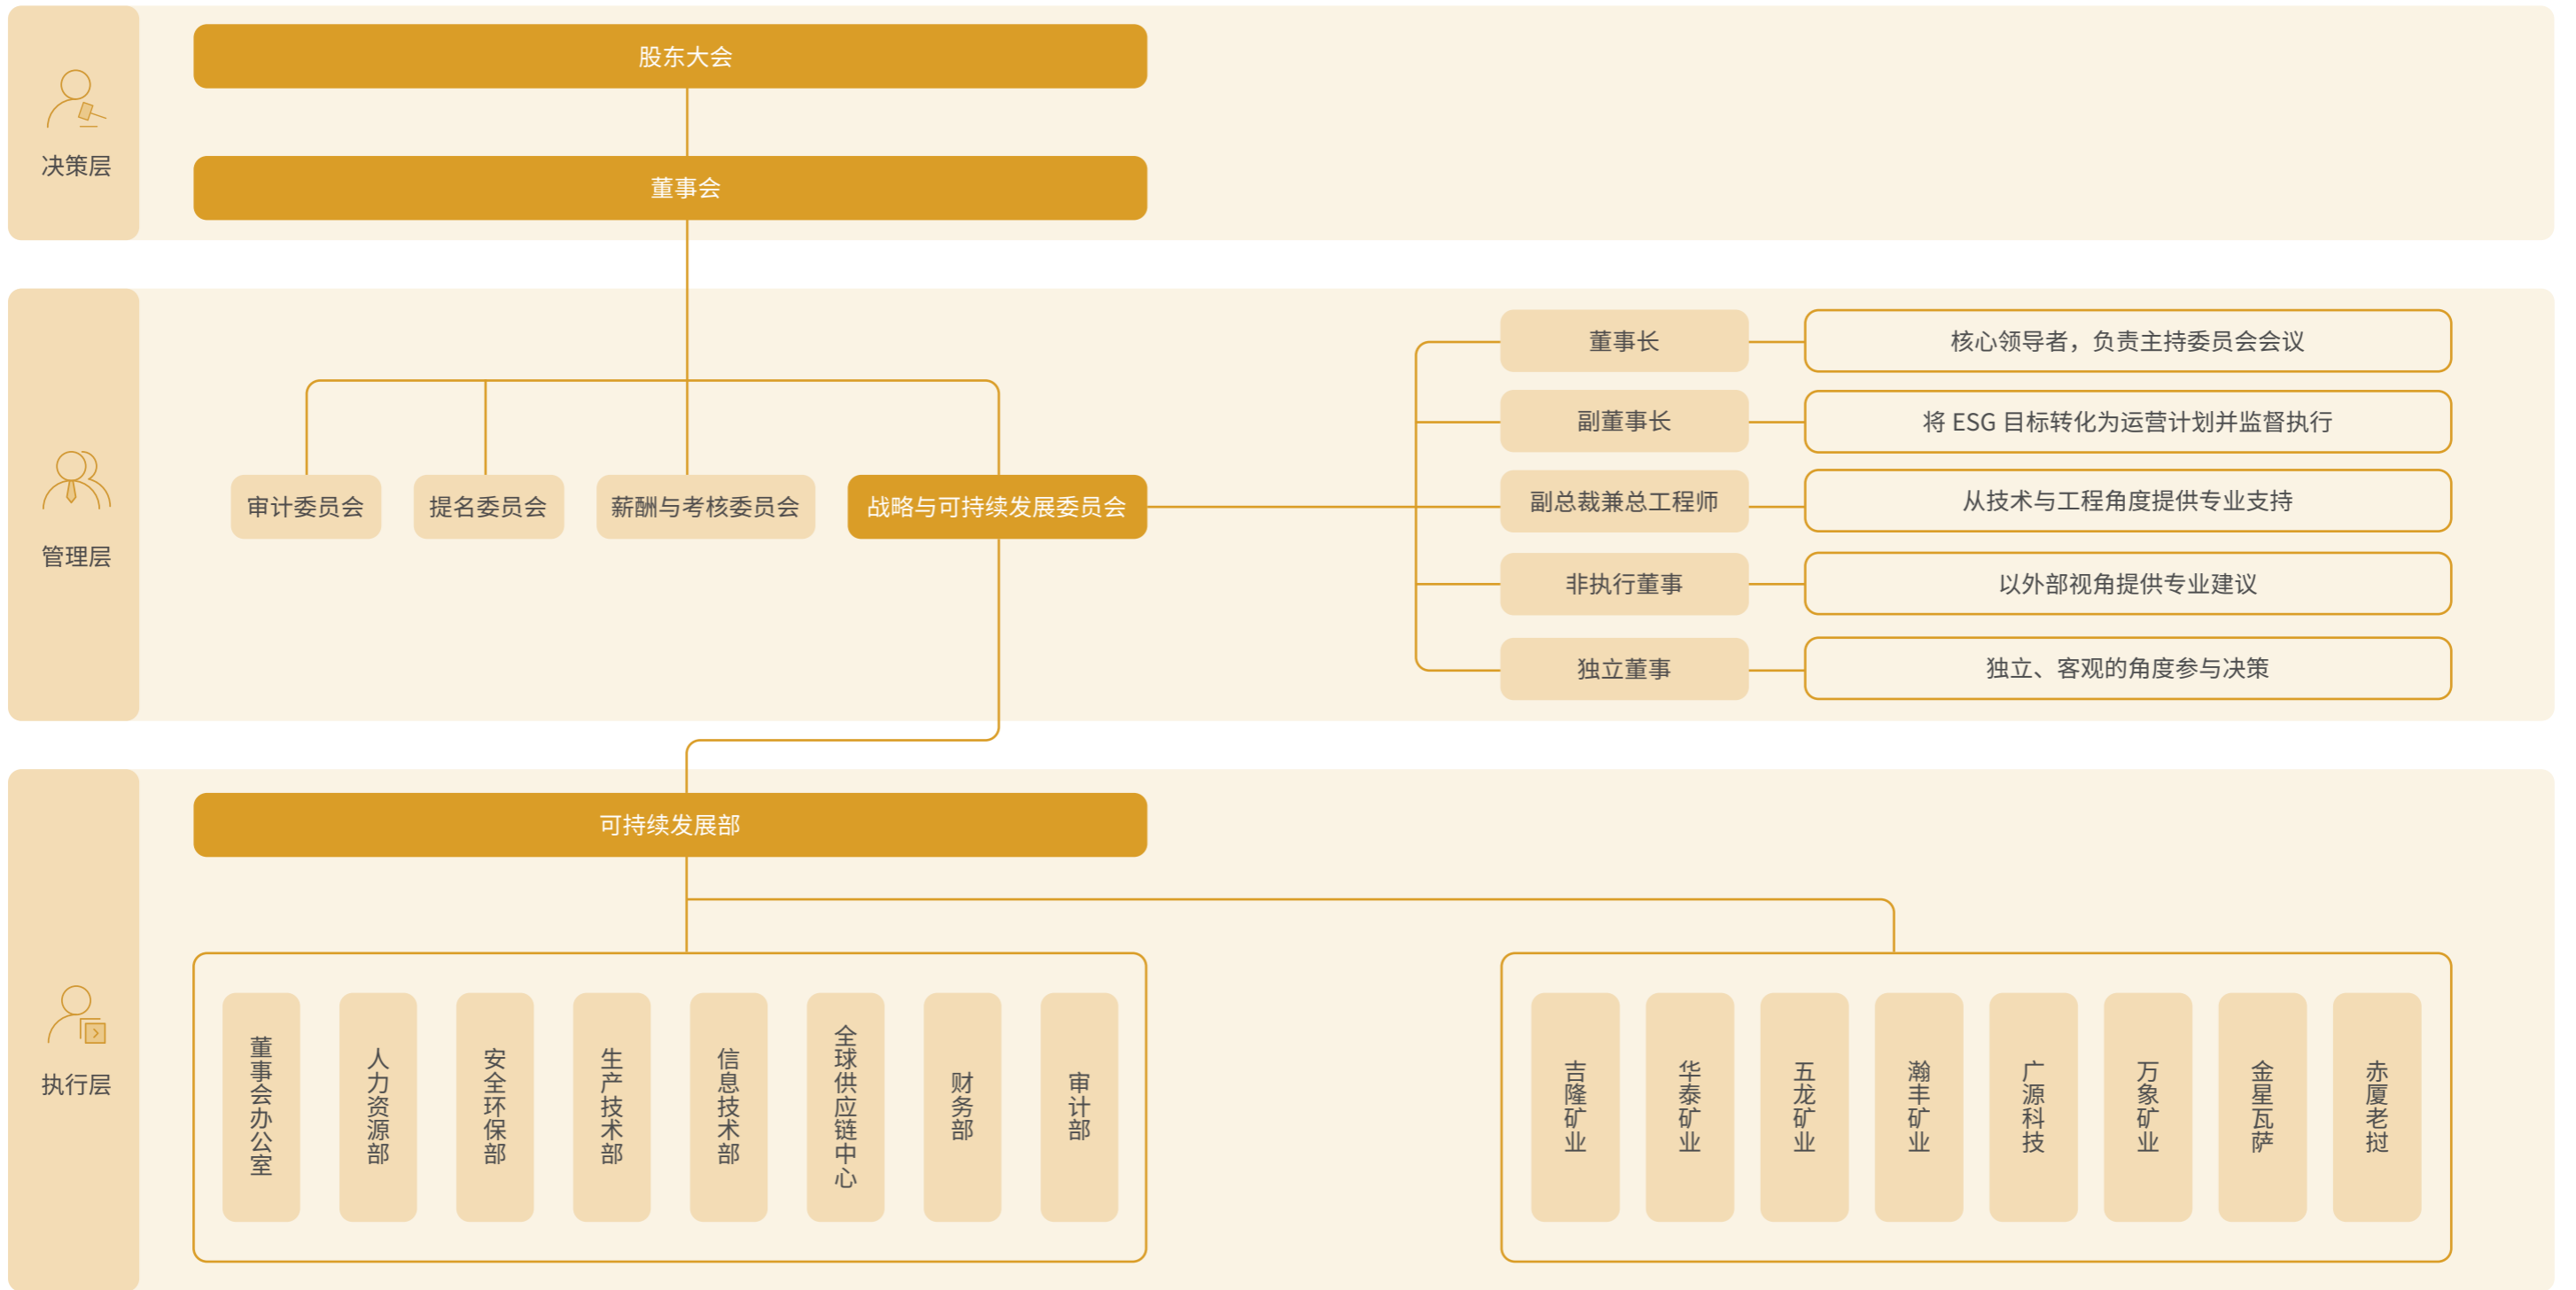 股东大会
决策层
董事会
董事长
核心领导者，负责主持委员会会议
副董事长
将 ESG 目标转化为运营计划并监督执行
审计委员会
提名委员会
薪酬与考核委员会
战略与可持续发展委员会
副总裁兼总工程师
从技术与工程角度提供专业支持
管理层
非执行董事
以外部视角提供专业建议
独立董事
独立、客观的角度参与决策
可持续发展部
执行层
董事会办公室
人力资源部
安全环保部
生产技术部
信息技术部
全球供应链中心
财务部
审计部
吉隆矿业
华泰矿业
五龙矿业
瀚丰矿业
广源科技
万象矿业
金星瓦萨
赤厦老挝